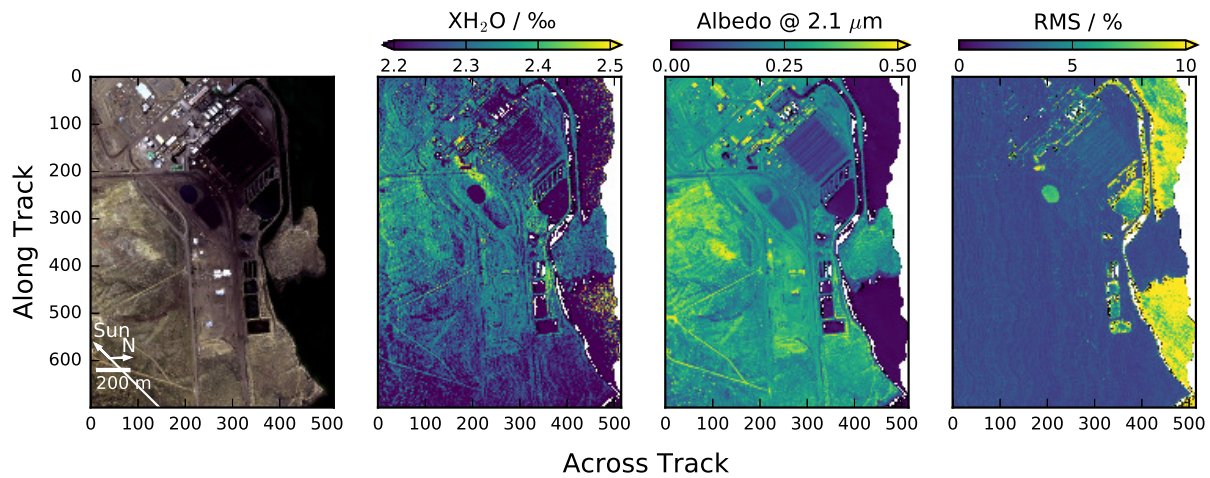 XH₂O / ‰
Albedo @ 2.1 μm
RMS / %
2.2 2.3 2.4 2.5
0.00 0.25 0.50
0 5 10
Along Track
0
100
200
300
400
500
600
Sun
N
200 m
0 100 200 300 400 500
0 100 200 300 400 500
0 100 200 300 400 500
0 100 200 300 400 500
Across Track